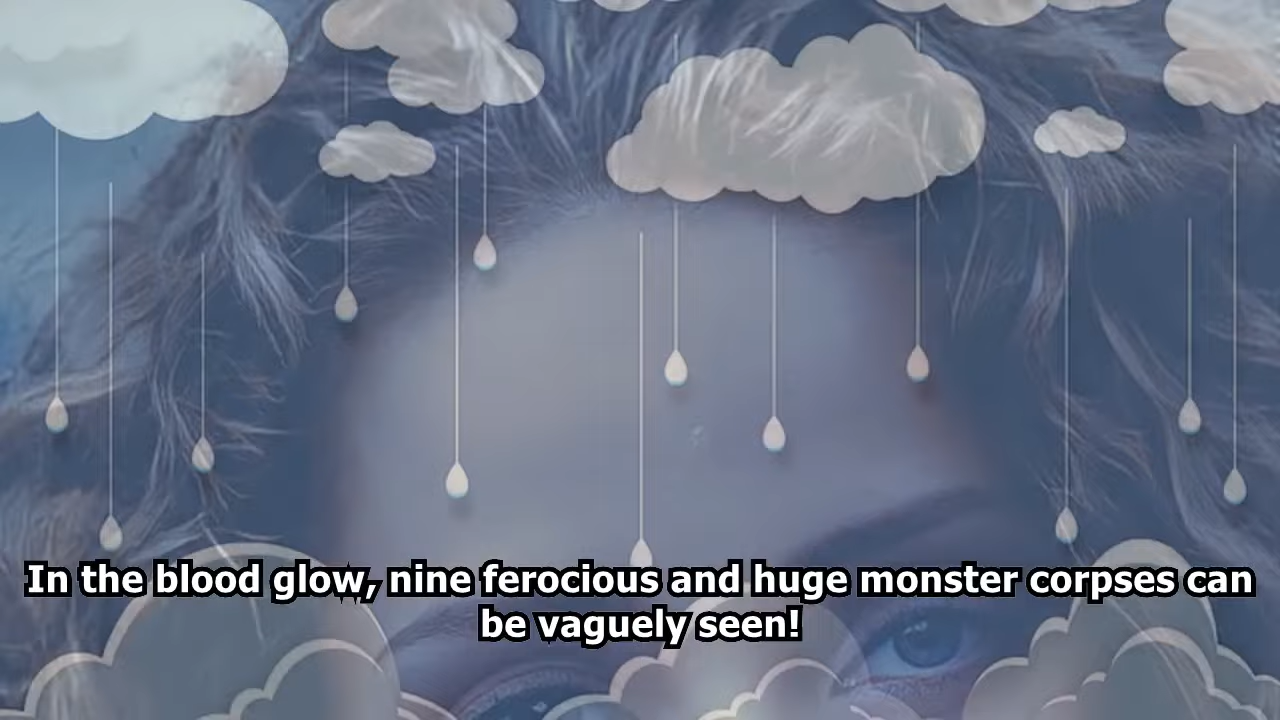 In the blood glow, nine ferocious and huge monster corpses can
be vaguely seen!